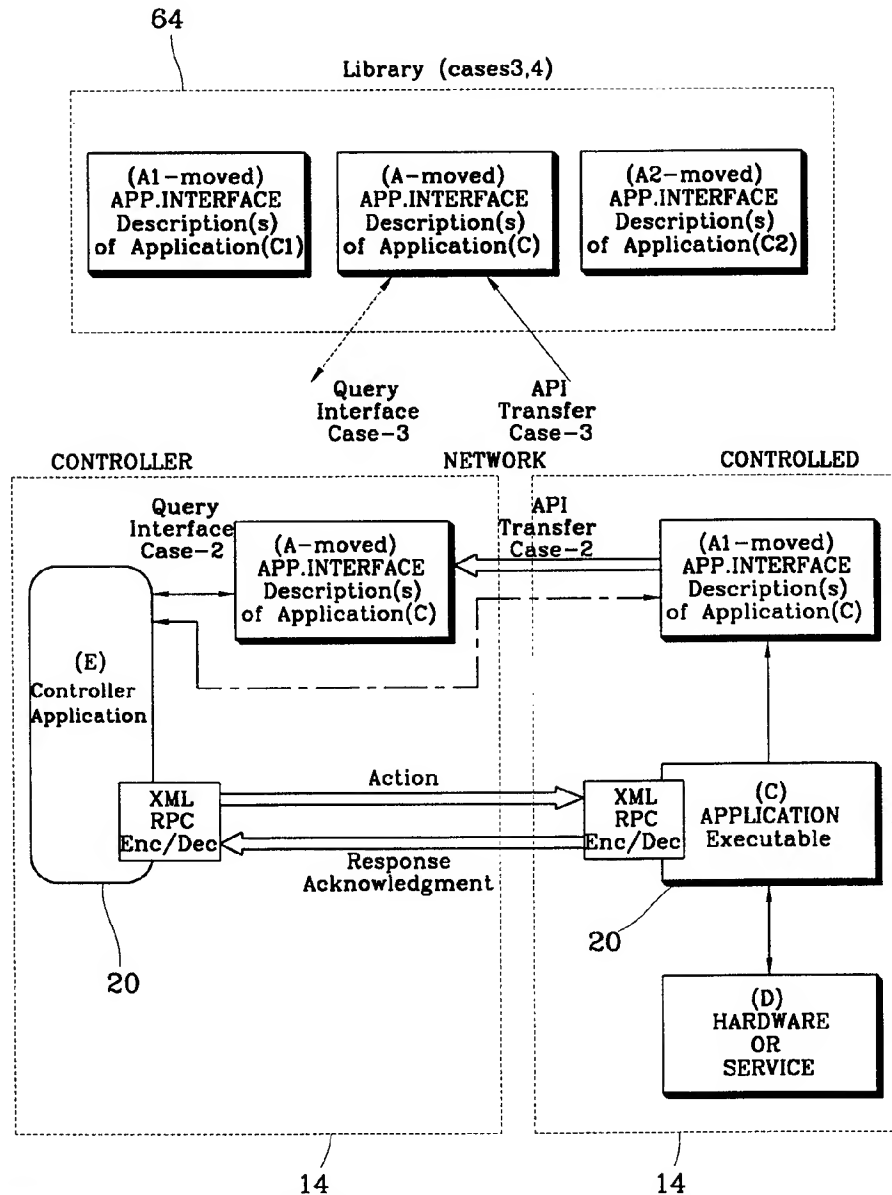 64
Library (cases3,4)
(A1-moved)
APP.INTERFACE
Description(s)
of Application(C1)
(A-moved)
APP.INTERFACE
Description(s)
of Application(C)
(A2-moved)
APP.INTERFACE
Description(s)
of Application(C2)
Query
Interface
Case-3
API
Transfer
Case-3
CONTROLLER
NETWORK
CONTROLLED
Query
Interface
Case-2
(A-moved)
APP.INTERFACE
Description(s)
of Application(C)
API
Transfer
Case-2
(A1-moved)
APP.INTERFACE
Description(s)
of Application(C)
(E)
Controller
Application
XML
RPC
Enc/Dec
Action
Response
Acknowledgment
XML
RPC
Enc/Dec
(C)
APPLICATION
Executable
20
20
(D)
HARDWARE
OR
SERVICE
14
14